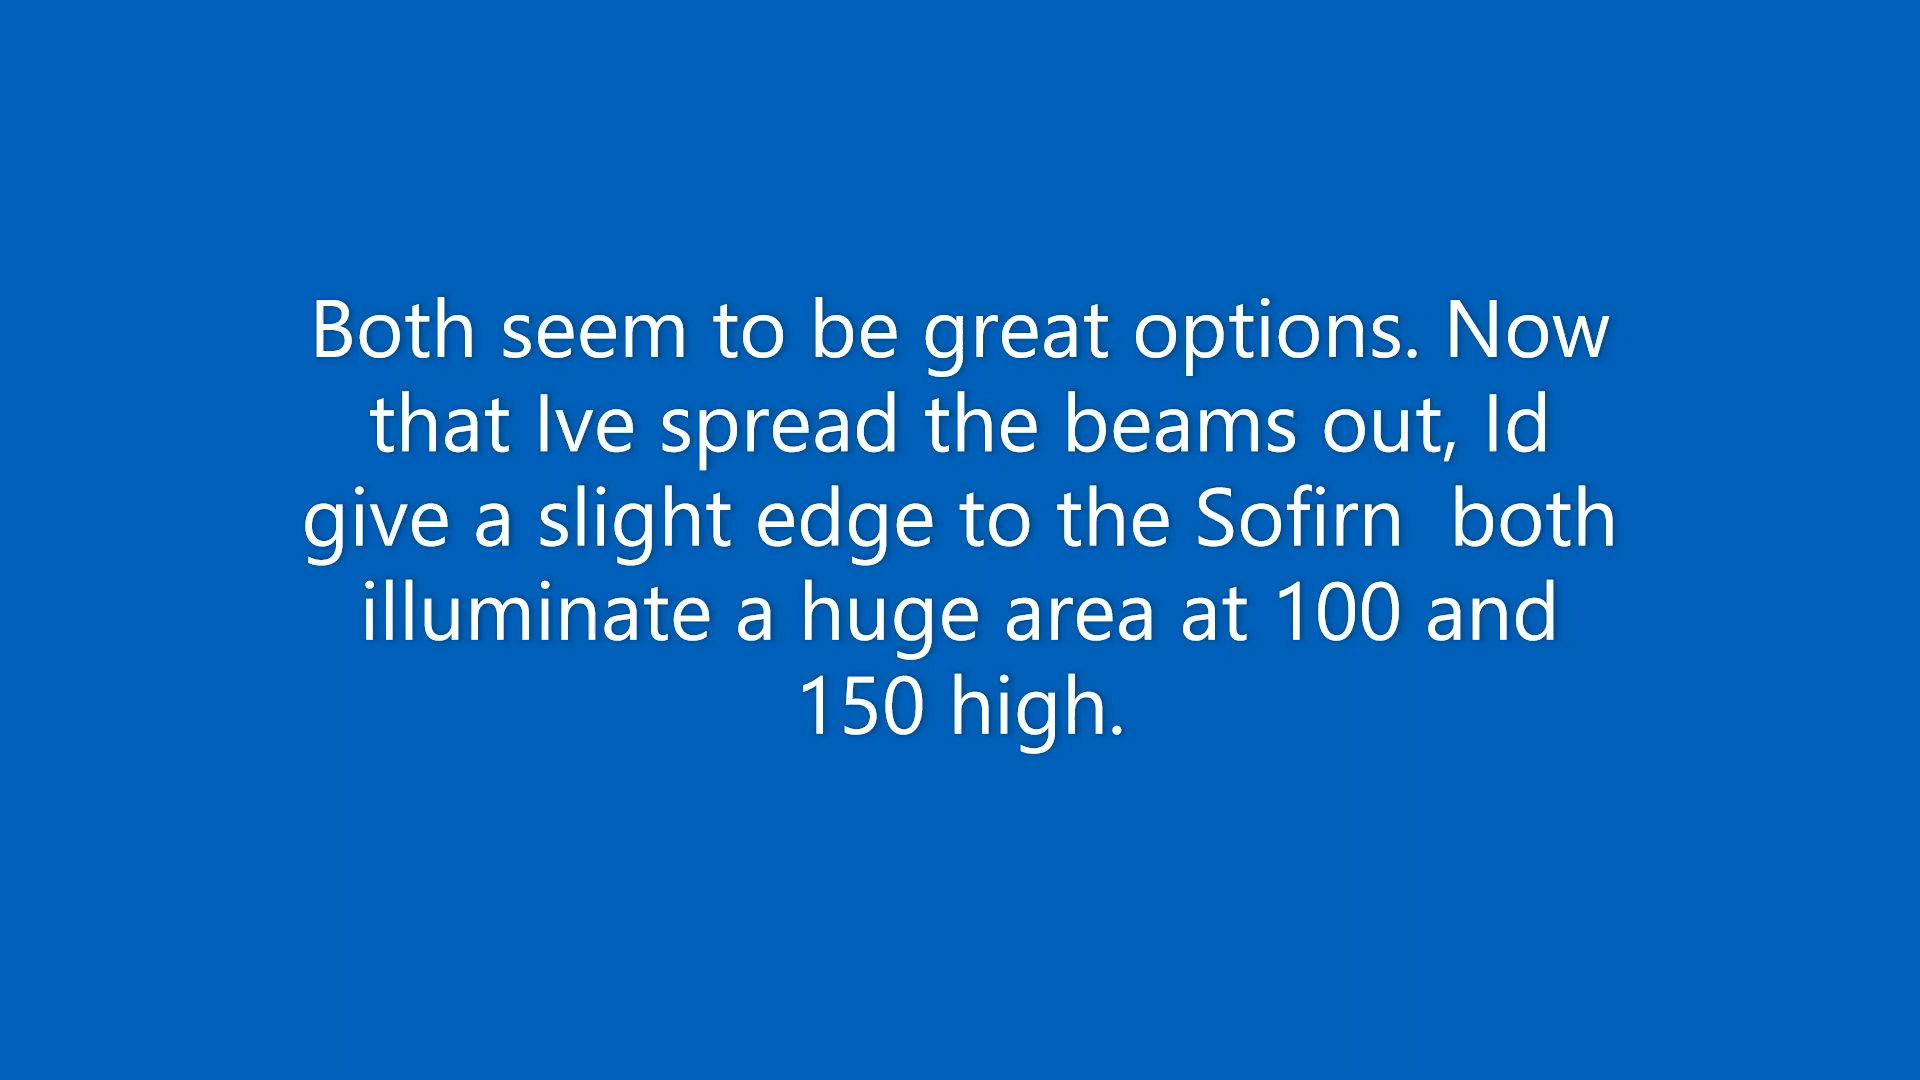 Both seem to be great options. Now
that Ive spread the beams out, Id
give a slight edge to the Sofirn  both
illuminate a huge area at 100 and
150 high.